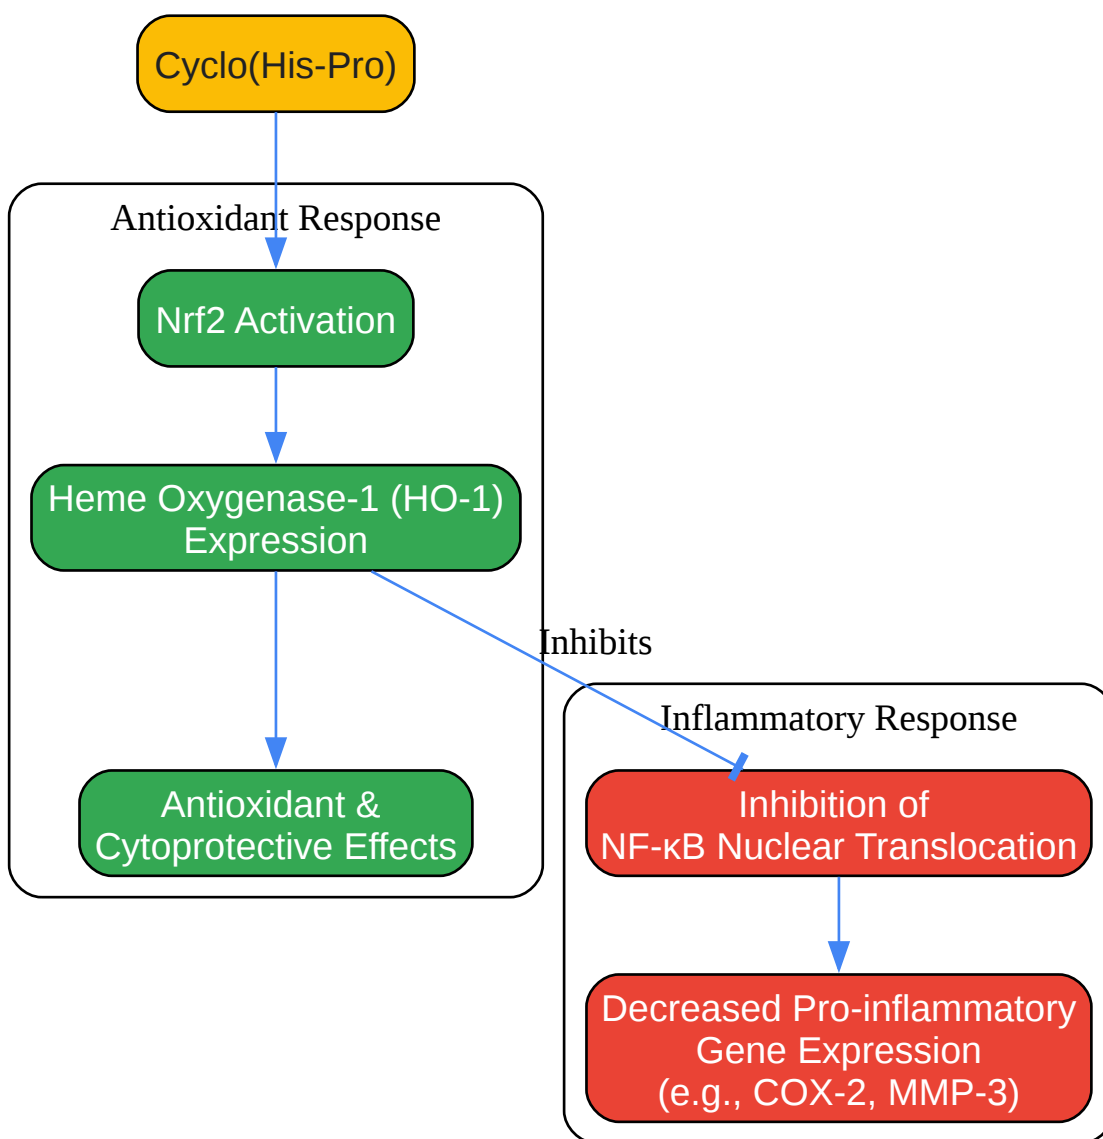 Cyclo(His-Pro)
Antioxidant Response
Nrf2 Activation
Heme Oxygenase-1 (HO-1)
Expression
Inhibits
Inflammatory Response
Antioxidant &
Cytoprotective Effects
Inhibition of
NF-κB Nuclear Translocation
Decreased Pro-inflammatory
Gene Expression
(e.g., COX-2, MMP-3)